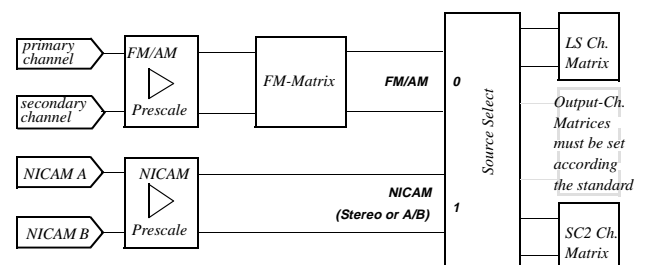 primary
channel
FM/AM
Prescale
secondary
channel
FM-Matrix
FM/AM
0
NICAM A
NICAM
Prescale
NICAM B
NICAM
(Stereo or A/B)
1
Source Select
LS Ch.
Matrix
Output-Ch.
Matrices
must be set
according
the standard
SC2 Ch.
Matrix